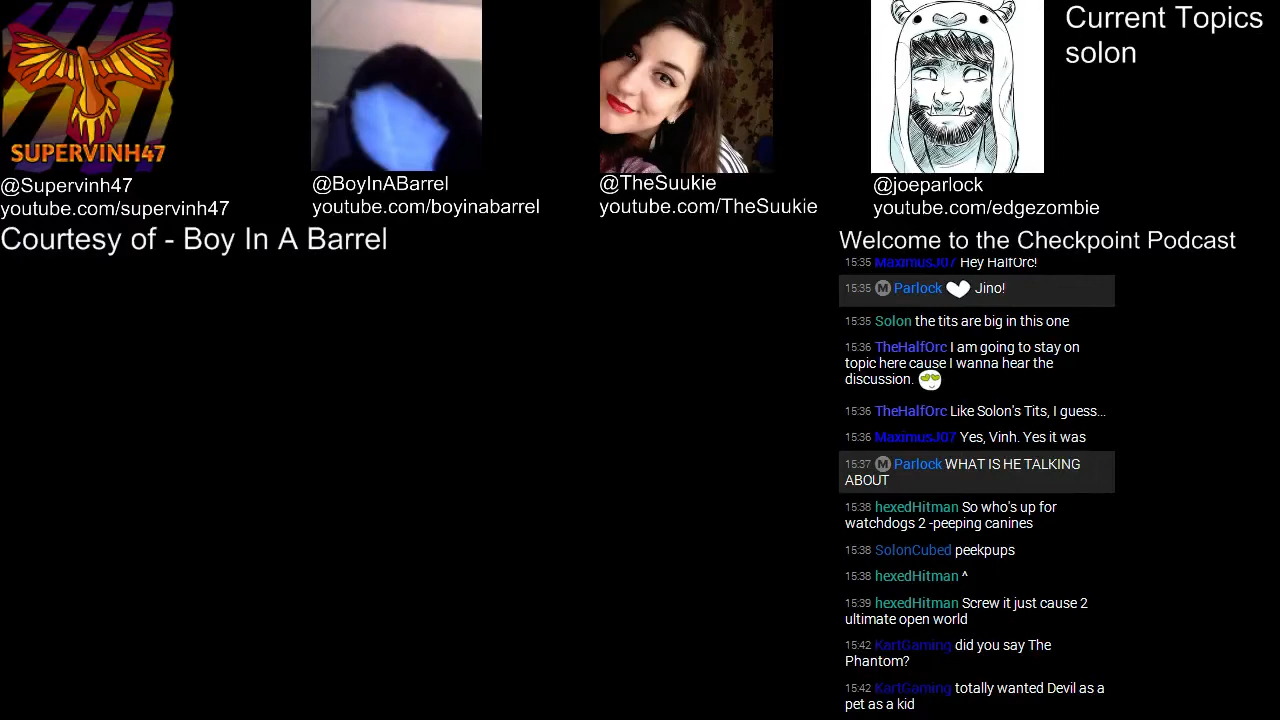 Current Topics
solon
SUPERVINH47
@Supervinh47
youtube.com/supervinh47
@BoyInABarrel
youtube.com/boyinabarrel
@TheSuukie
youtube.com/TheSuukie
@joeparlock
youtube.com/edgezombie
Courtesy of - Boy In A Barrel
Welcome to the Checkpoint Podcast
15:35 MaximusJ07 Hey HalfOrc!
15:35 M Parlock Jino!
15:35 Solon the tits are big in this one
15:36 TheHalfOrc I am going to stay on
topic here cause I wanna hear the
discussion.
15:36 TheHalfOrc Like Solon's Tits, I guess...
15:36 MaximusJ07 Yes, Vinh. Yes it was
15:37 M Parlock WHAT IS HE TALKING
ABOUT
15:38 hexedHitman So who's up for
watchdogs 2 -peeping canines
15:38 SolonCubed peekpups
15:38 hexedHitman ^
15:39 hexedHitman Screw it just cause 2
ultimate open world
15:42 KartGaming did you say The
Phantom?
15:42 KartGaming totally wanted Devil as a
pet as a kid